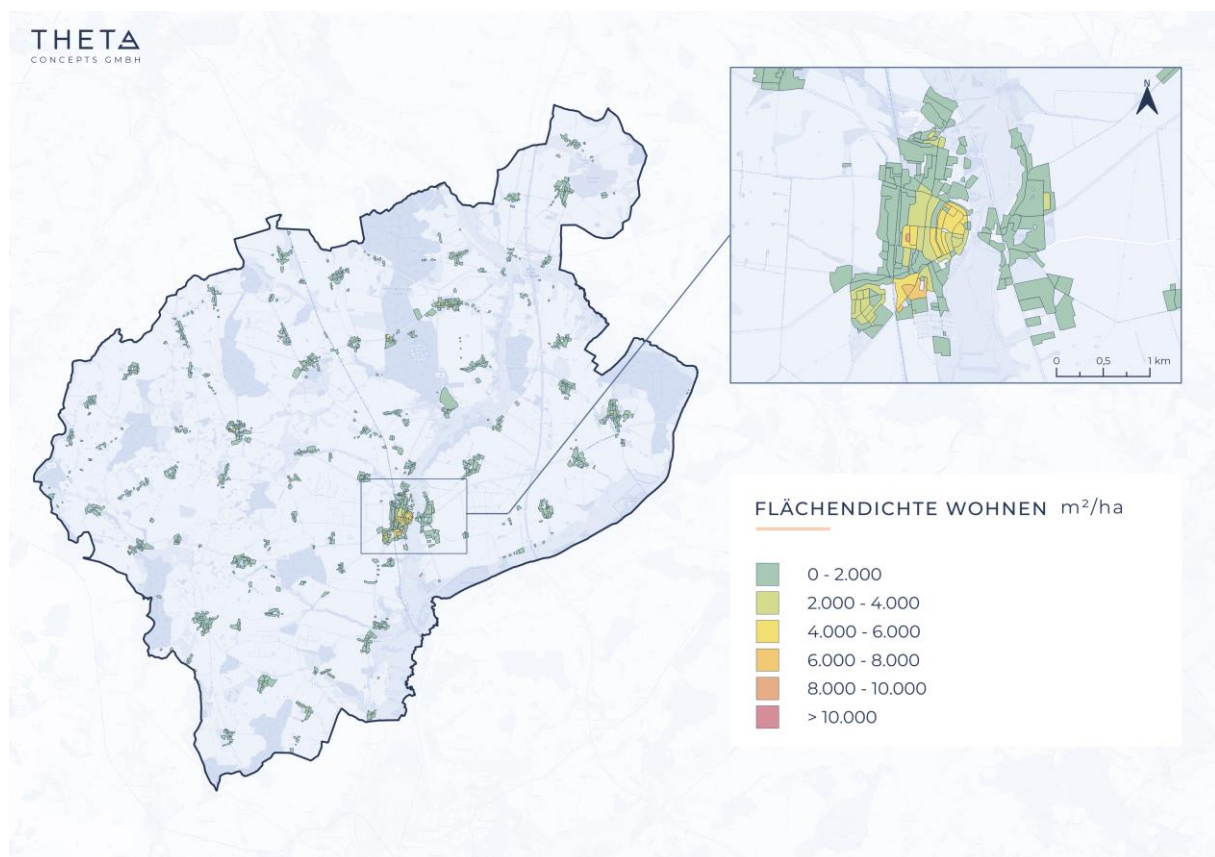 THETA
CONCEPTS GMBH
N
0 0,5 1 km
FLÄCHENDICHTE WOHNEN m²/ha
0 - 2.000
2.000 - 4.000
4.000 - 6.000
6.000 - 8.000
8.000 - 10.000
> 10.000